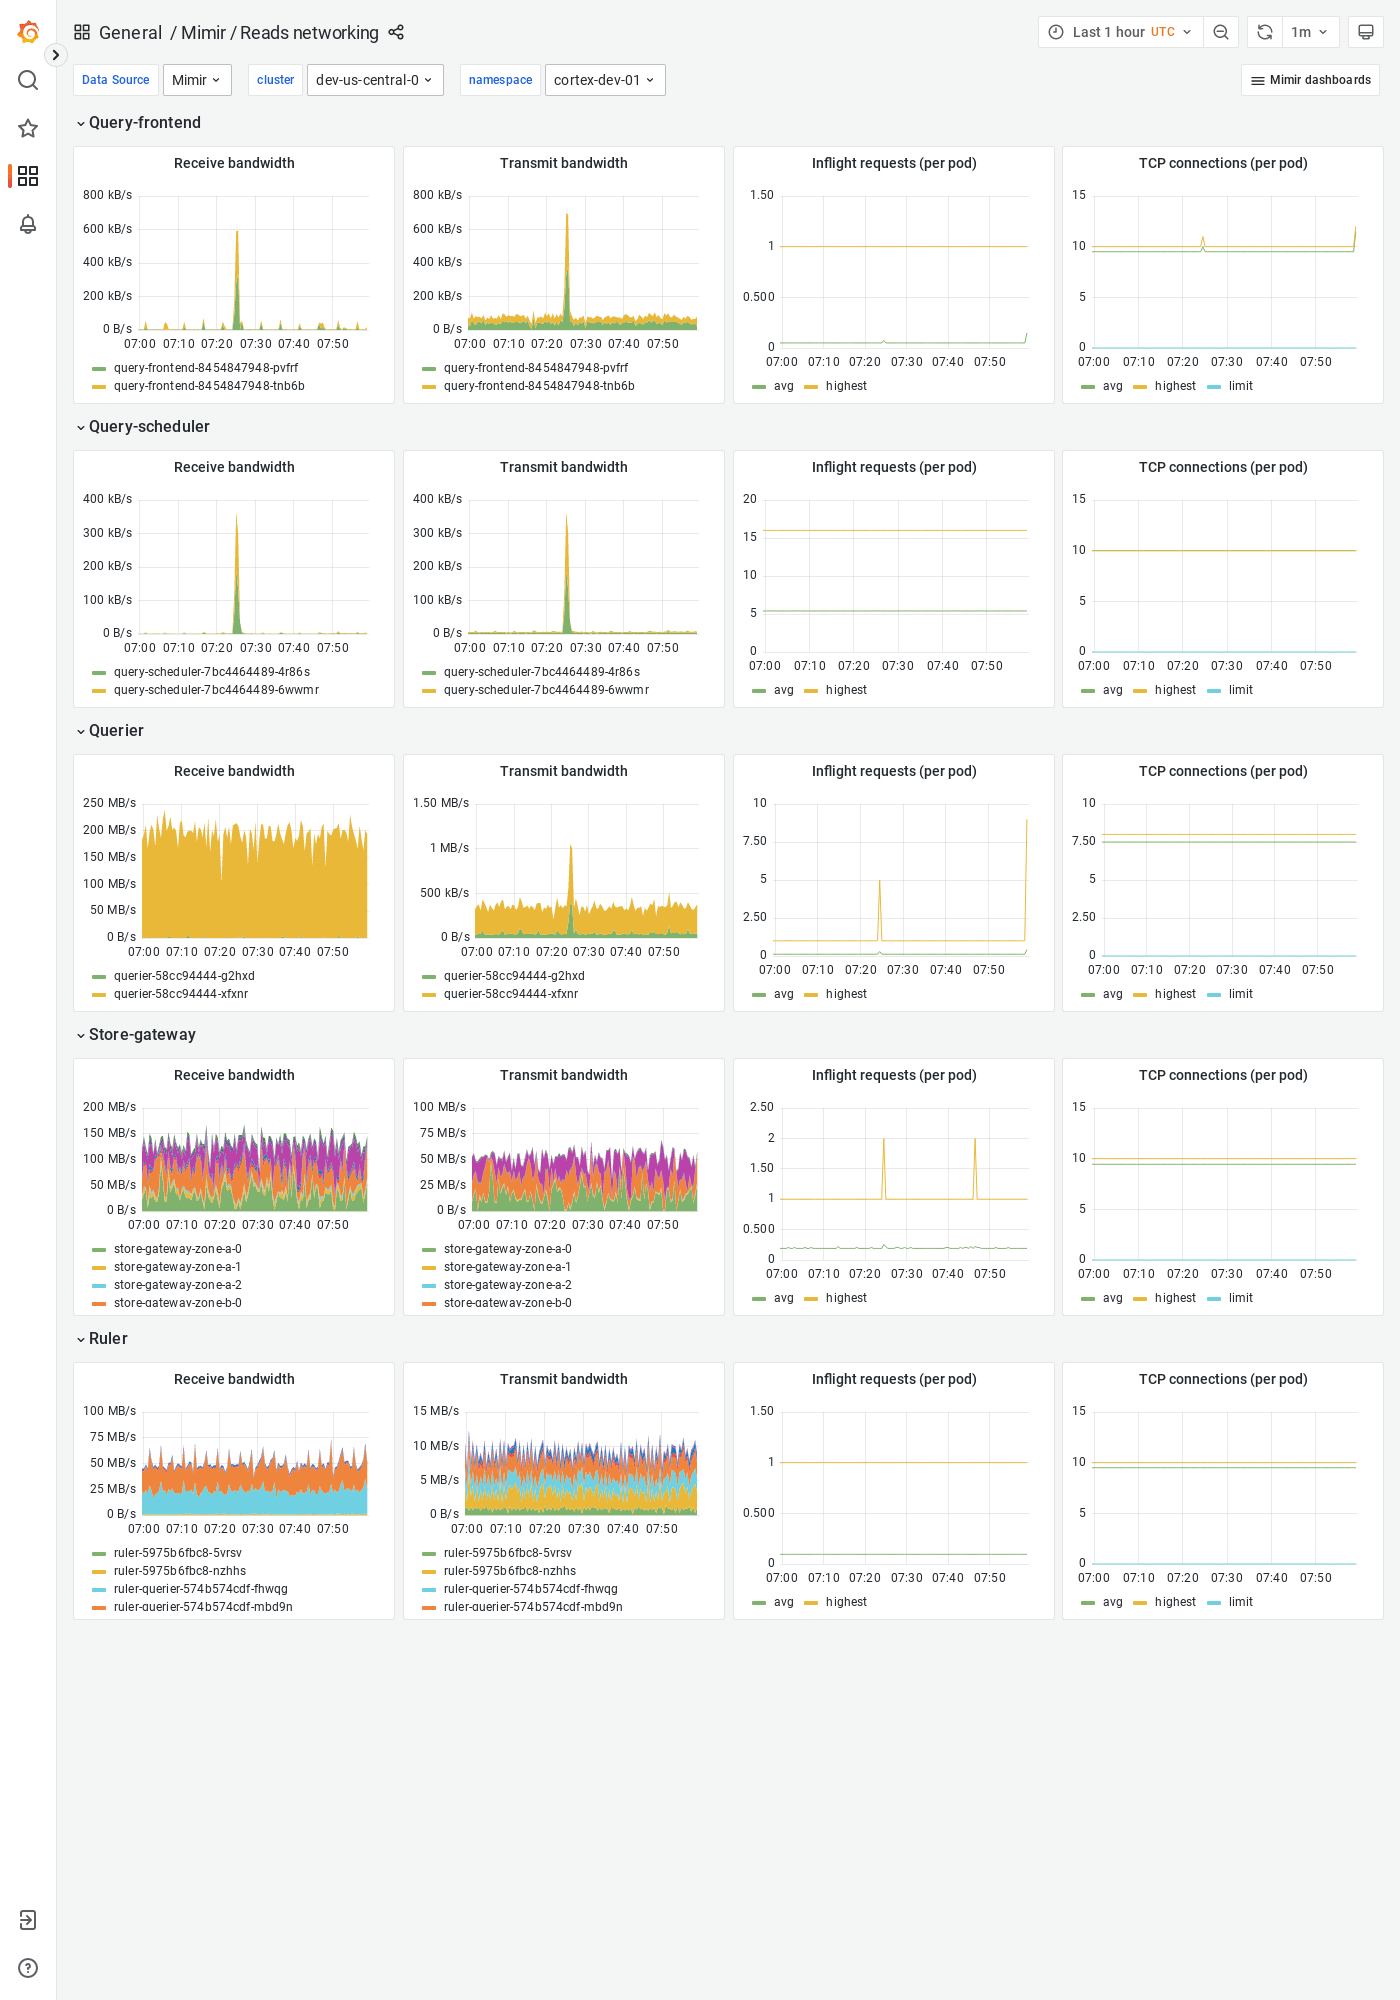 General / Mimir / Reads networking
Last 1 hour UTC
1m
Data Source Mimir cluster dev-us-central-0 namespace cortex-dev-01
Mimir dashboards
Query-frontend
Receive bandwidth
800 kB/s
600 kB/s
400 kB/s
200 kB/s
0 B/s
07:00 07:10 07:20 07:30 07:40 07:50
query-frontend-8454847948-pvfrf
query-frontend-8454847948-tnb6b
Transmit bandwidth
800 kB/s
600 kB/s
400 kB/s
200 kB/s
0 B/s
07:00 07:10 07:20 07:30 07:40 07:50
query-frontend-8454847948-pvfrf
query-frontend-8454847948-tnb6b
Inflight requests (per pod)
1.50
1
0.500
0
07:00 07:10 07:20 07:30 07:40 07:50
avg highest
TCP connections (per pod)
15
10
5
0
07:00 07:10 07:20 07:30 07:40 07:50
avg highest limit
Query-scheduler
Receive bandwidth
400 kB/s
300 kB/s
200 kB/s
100 kB/s
0 B/s
07:00 07:10 07:20 07:30 07:40 07:50
query-scheduler-7bc4464489-4r86s
query-scheduler-7bc4464489-6wwmr
Transmit bandwidth
400 kB/s
300 kB/s
200 kB/s
100 kB/s
0 B/s
07:00 07:10 07:20 07:30 07:40 07:50
query-scheduler-7bc4464489-4r86s
query-scheduler-7bc4464489-6wwmr
Inflight requests (per pod)
20
15
10
5
0
07:00 07:10 07:20 07:30 07:40 07:50
avg highest
TCP connections (per pod)
15
10
5
0
07:00 07:10 07:20 07:30 07:40 07:50
avg highest limit
Querier
Receive bandwidth
250 MB/s
200 MB/s
150 MB/s
100 MB/s
50 MB/s
0 B/s
07:00 07:10 07:20 07:30 07:40 07:50
querier-58cc94444-g2hxd
querier-58cc94444-xfxnr
Transmit bandwidth
1.50 MB/s
1 MB/s
500 kB/s
0 B/s
07:00 07:10 07:20 07:30 07:40 07:50
querier-58cc94444-g2hxd
querier-58cc94444-xfxnr
Inflight requests (per pod)
10
7.50
5
2.50
0
07:00 07:10 07:20 07:30 07:40 07:50
avg highest
TCP connections (per pod)
10
7.50
5
2.50
0
07:00 07:10 07:20 07:30 07:40 07:50
avg highest limit
Store-gateway
Receive bandwidth
200 MB/s
150 MB/s
100 MB/s
50 MB/s
0 B/s
07:00 07:10 07:20 07:30 07:40 07:50
store-gateway-zone-a-0
store-gateway-zone-a-1
store-gateway-zone-a-2
store-gateway-zone-b-0
Transmit bandwidth
100 MB/s
75 MB/s
50 MB/s
25 MB/s
0 B/s
07:00 07:10 07:20 07:30 07:40 07:50
store-gateway-zone-a-0
store-gateway-zone-a-1
store-gateway-zone-a-2
store-gateway-zone-b-0
Inflight requests (per pod)
2.50
2
1.50
1
0.500
0
07:00 07:10 07:20 07:30 07:40 07:50
avg highest
TCP connections (per pod)
15
10
5
0
07:00 07:10 07:20 07:30 07:40 07:50
avg highest limit
Ruler
Receive bandwidth
100 MB/s
75 MB/s
50 MB/s
25 MB/s
0 B/s
07:00 07:10 07:20 07:30 07:40 07:50
ruler-5975b6fbc8-5vrsv
ruler-5975b6fbc8-nzhhs
ruler-querier-574b574cdf-fhwqg
ruler-querier-574b574cdf-mbd9n
Transmit bandwidth
15 MB/s
10 MB/s
5 MB/s
0 B/s
07:00 07:10 07:20 07:30 07:40 07:50
ruler-5975b6fbc8-5vrsv
ruler-5975b6fbc8-nzhhs
ruler-querier-574b574cdf-fhwqg
ruler-querier-574b574cdf-mbd9n
Inflight requests (per pod)
1.50
1
0.500
0
07:00 07:10 07:20 07:30 07:40 07:50
avg highest
TCP connections (per pod)
15
10
5
0
07:00 07:10 07:20 07:30 07:40 07:50
avg highest limit